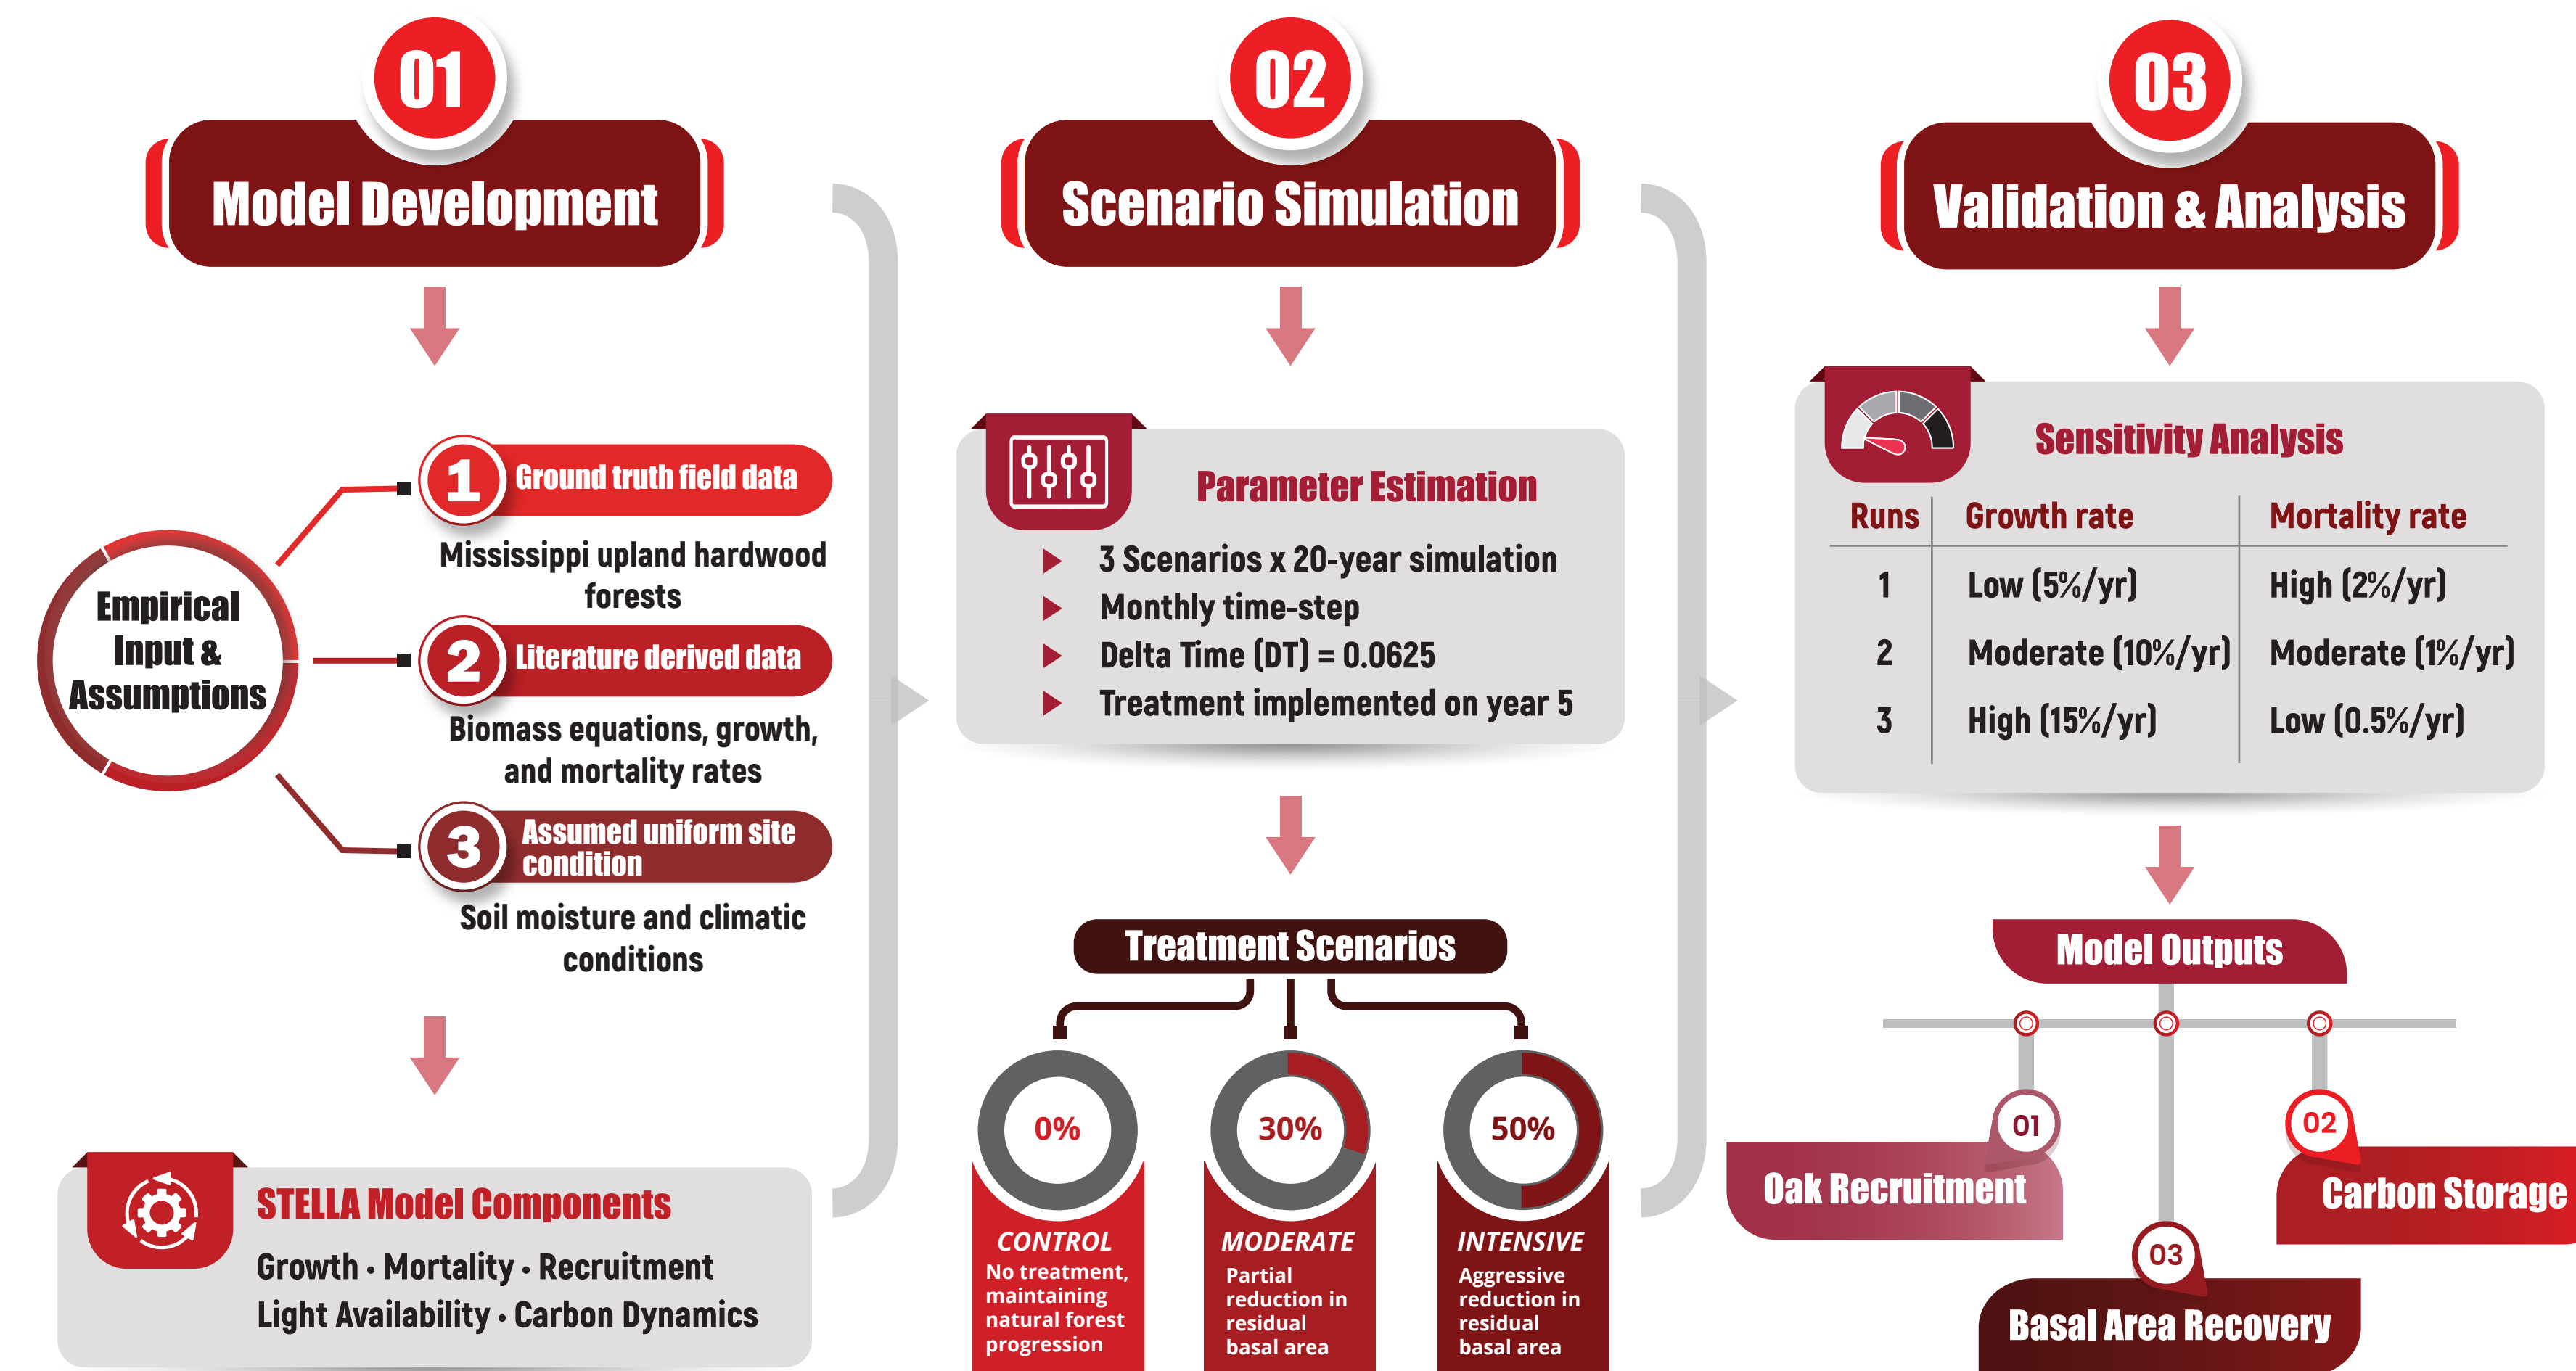 01
Model Development
1
Ground truth field data
Mississippi upland hardwood
forests
Empirical
Input &
Assumptions
2
Literature derived data
Biomass equations, growth,
and mortality rates
3
Assumed uniform site
condition
Soil moisture and climatic
conditions
STELLA Model Components
Growth • Mortality • Recruitment
Light Availability • Carbon Dynamics
02
Scenario Simulation
Parameter Estimation
3 Scenarios x 20-year simulation
Monthly time-step
Delta Time (DT) = 0.0625
Treatment implemented on year 5
Treatment Scenarios
0%
CONTROL
No treatment,
maintaining
natural forest
progression
30%
MODERATE
Partial
reduction in
residual
basal area
50%
INTENSIVE
Aggressive
reduction in
residual
basal area
03
Validation & Analysis
Sensitivity Analysis
Runs Growth rate Mortality rate
1 Low (5%/yr) High (2%/yr)
2 Moderate (10%/yr) Moderate (1%/yr)
3 High (15%/yr) Low (0.5%/yr)
Model Outputs
01
Oak Recruitment
02
Carbon Storage
03
Basal Area Recovery